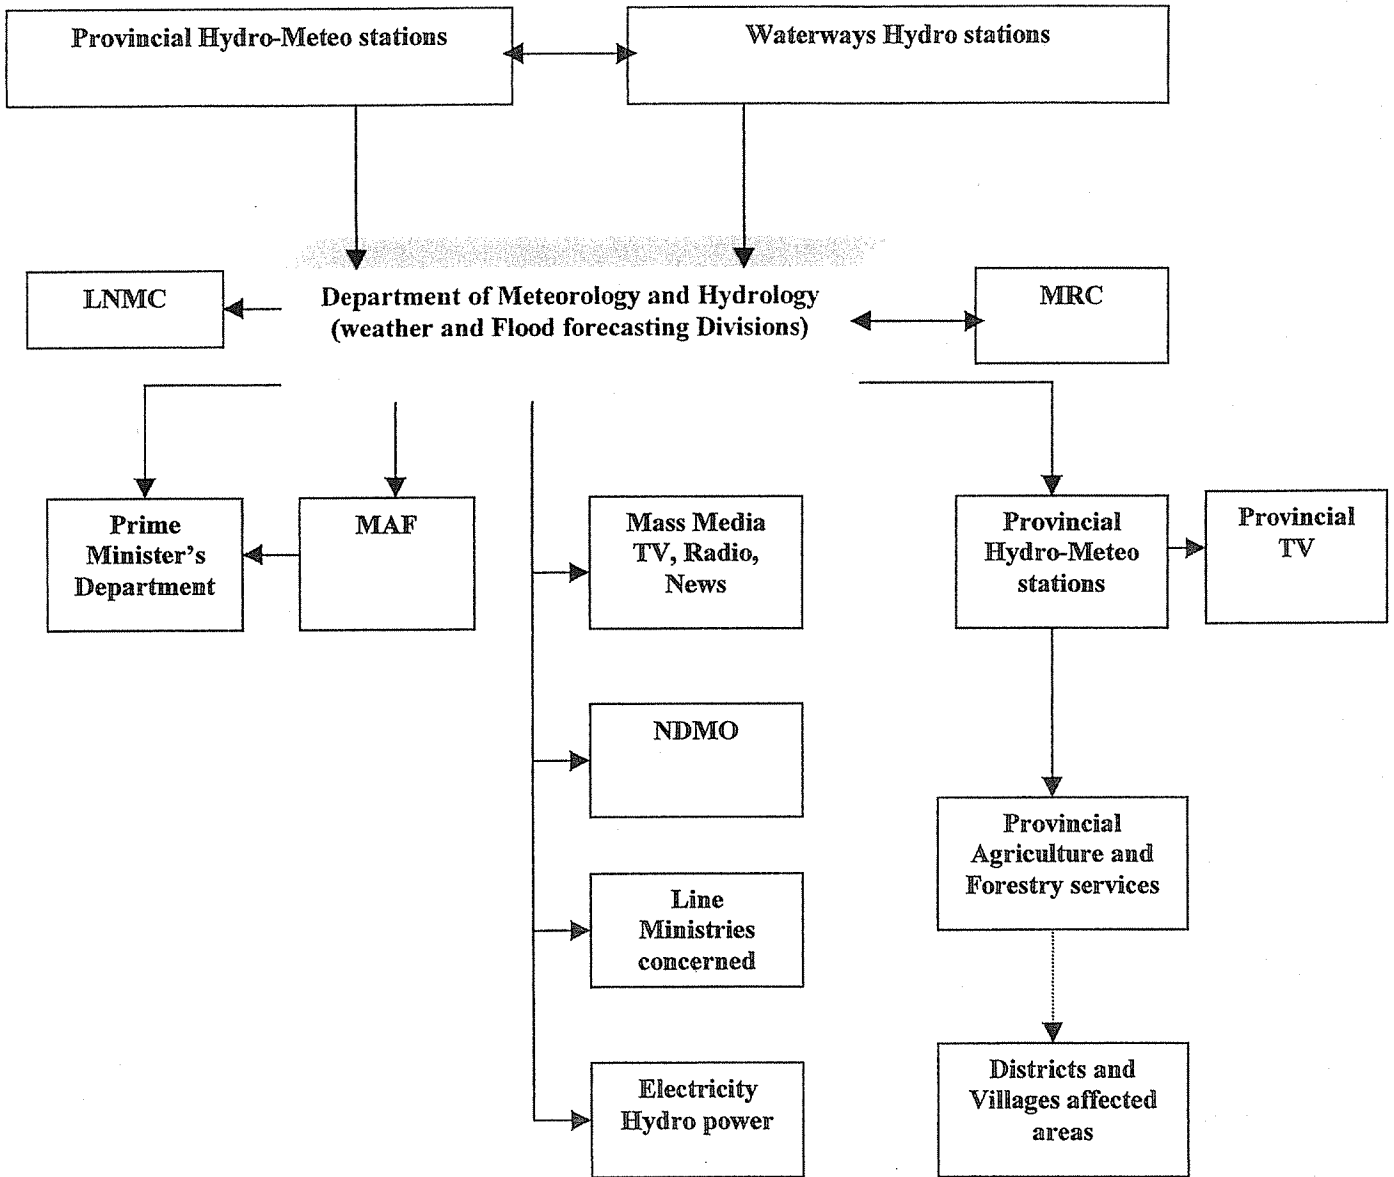 Provincial Hydro-Meteo stations
Waterways Hydro stations
LNMC
Department of Meteorology and Hydrology
(weather and Flood forecasting Divisions)
MRC
Prime
Minister's
Department
MAF
Mass Media
TV, Radio,
News
Provincial
Hydro-Meteo
stations
Provincial
TV
NDMO
Provincial
Agriculture and
Forestry services
Line
Ministries
concerned
Electricity
Hydro power
Districts and
Villages affected
areas